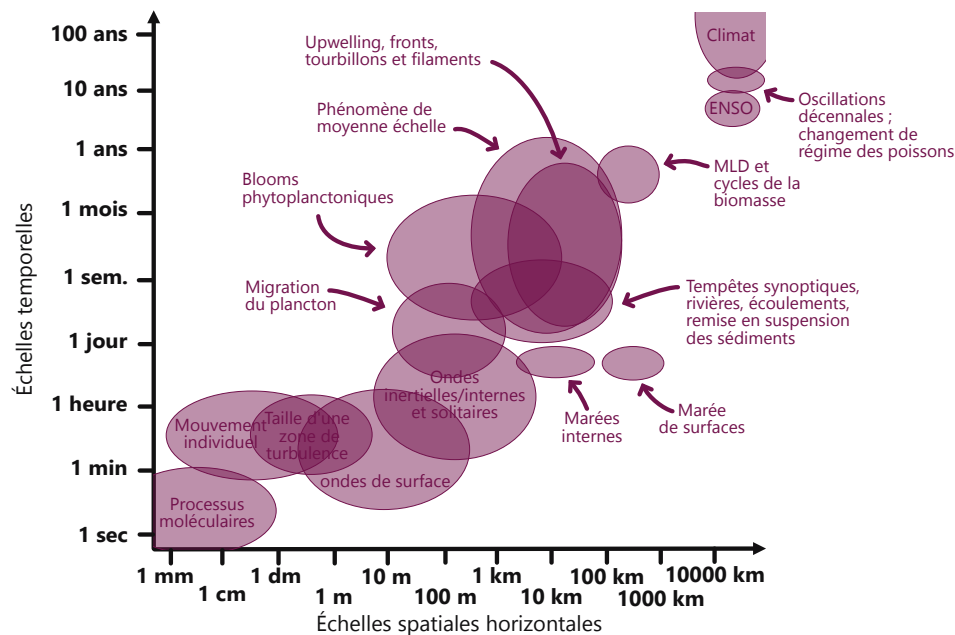 100 ans
10 ans
1 ans
1 mois
1 sem.
1 jour
1 heure
1 min
1 sec
Échelles temporelles
Upwelling, fronts,
tourbillons et filaments
Phénomène de
moyenne échelle
Blooms
phytoplanctoniques
Migration
du plancton
Climat
ENSO
Oscillations
décennales ;
changement de
régime des poissons
MLD et
cycles de la
biomasse
Tempêtes synoptiques,
rivières, écoulements,
remise en suspension
des sédiments
Ondes
inertielles/internes
et solitaires
Marées
internes
Marée
de surfaces
Mouvement
individuel
Taille d'une
zone de
turbulence
ondes de surface
Processus
moléculaires
1 mm
1 cm
1 dm
1 m
10 m
100 m
1 km
10 km
100 km
1000 km
10000 km
Échelles spatiales horizontales